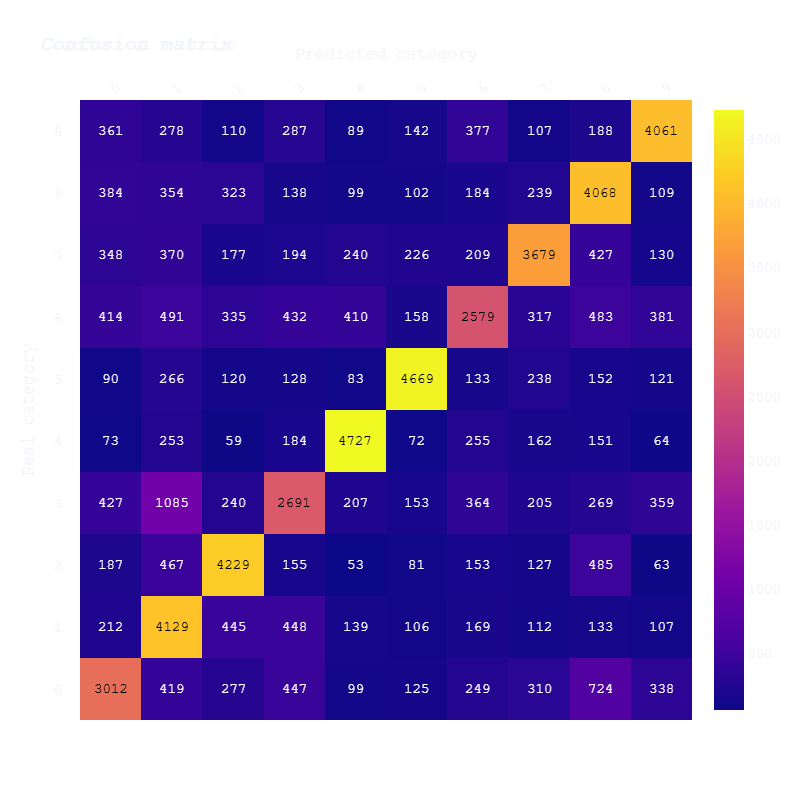 Confusion matrix
Predicted category
0 1 2 3 4 5 6 7 8 9
9 361 278 110 287 89 142 377 107 188 4061
8 384 354 323 138 99 102 184 239 4068 109
7 348 370 177 194 240 226 209 3679 427 130
6 414 491 335 432 410 158 2579 317 483 381
5 90 266 120 128 83 4669 133 238 152 121
4 73 253 59 184 4727 72 255 162 151 64
3 427 1085 240 2691 207 153 364 205 269 359
2 187 467 4229 155 53 81 153 127 485 63
1 212 4129 445 448 139 106 169 112 133 107
0 3012 419 277 447 99 125 249 310 724 338
Real category
4500
4000
3500
3000
2500
2000
1500
1000
500